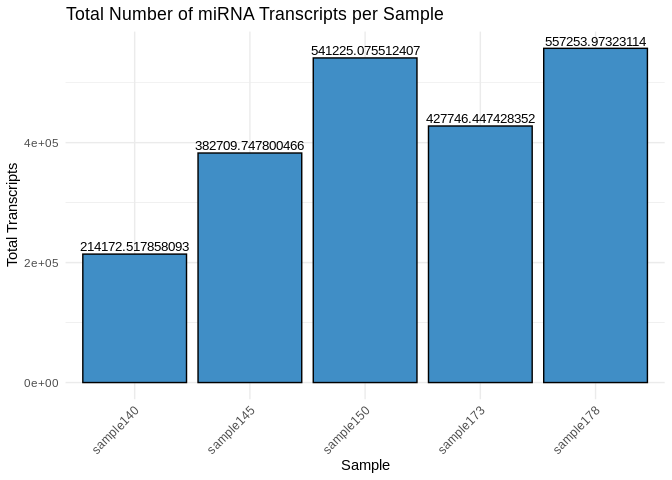 Total Number of miRNA Transcripts per Sample
557253.97323114
541225.075512407
427746.447428352
382709.747800466
214172.517858093
Total Transcripts
4e+05
2e+05
0e+00
sample140
sample145
sample150
sample173
sample178
Sample